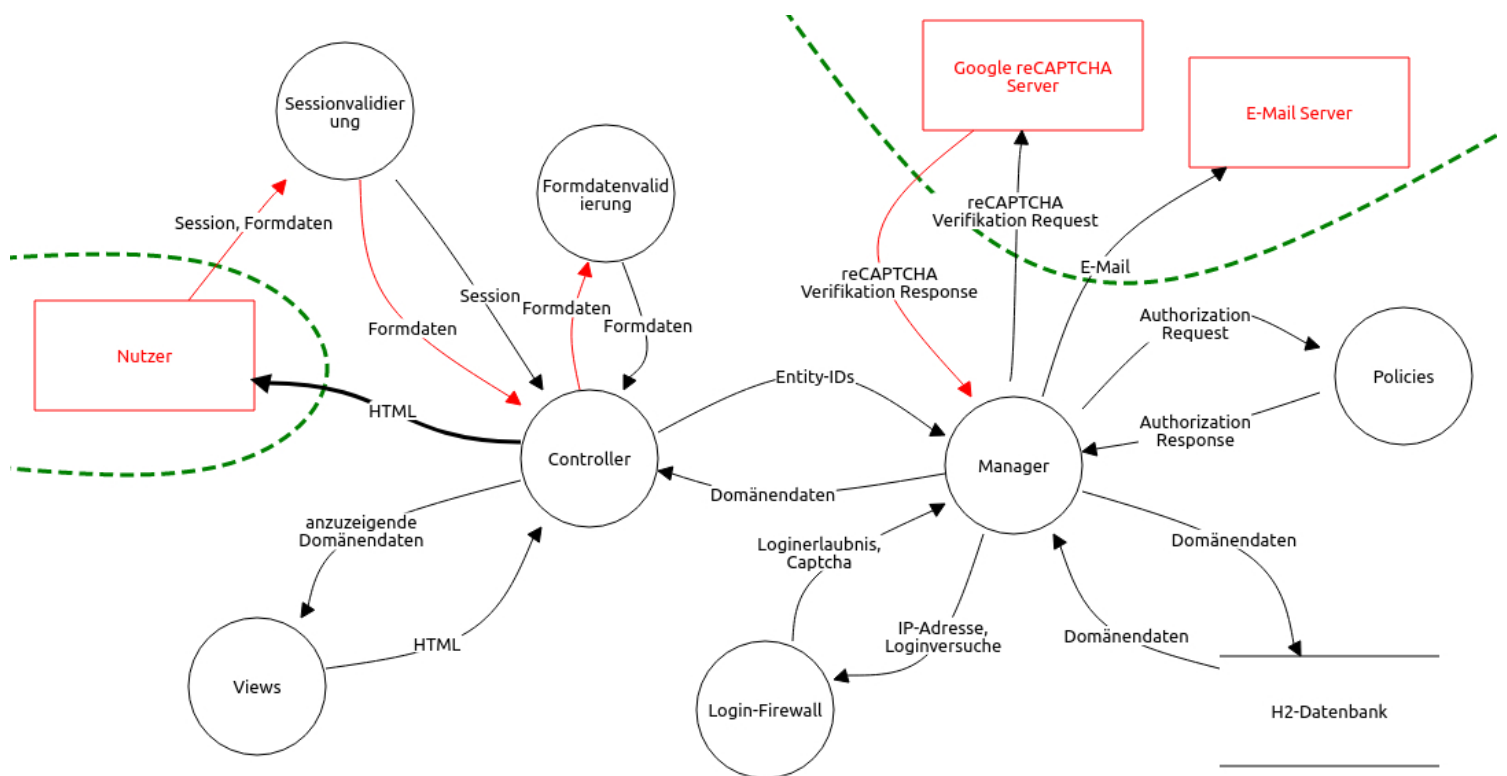 Google reCAPTCHA
Server
E-Mail Server
Sessionvalidier
ung
Formdatenvalid
ierung
Session, Formdaten
reCAPTCHA
Verifikation Request
E-Mail
reCAPTCHA
Verifikation Response
Session
Formdaten
Formdaten
Formdaten
Authorization
Request
Nutzer
Entity-IDs
Policies
HTML
Authorization
Response
Controller
Manager
Domänendaten
anzuzeigende
Domänendaten
Loginerlaubnis,
Captcha
Domänendaten
IP-Adresse,
Loginversuche
Domänendaten
HTML
Views
Login-Firewall
H2-Datenbank